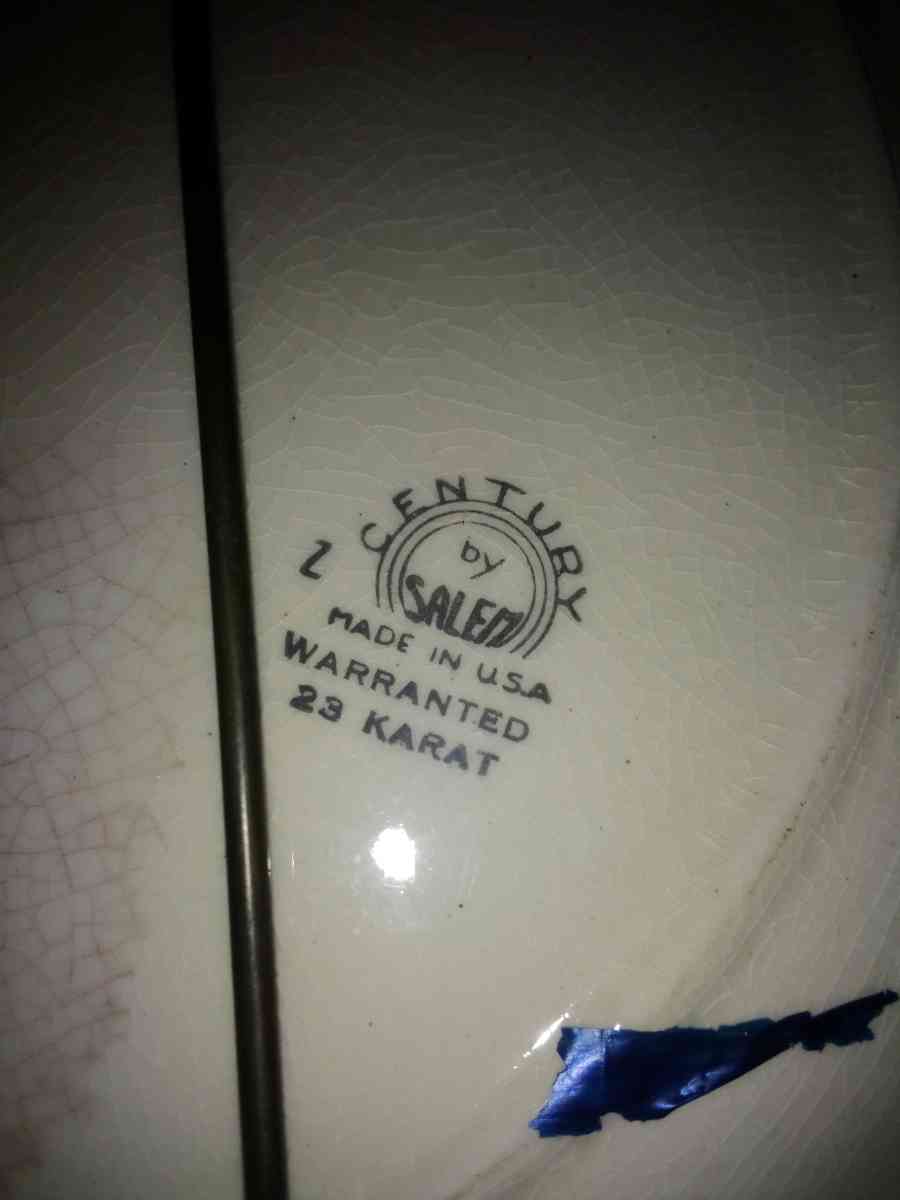 CENTURY
by
SALEM
Z
MADE IN U.S.A
WARRANTED
23 KARAT